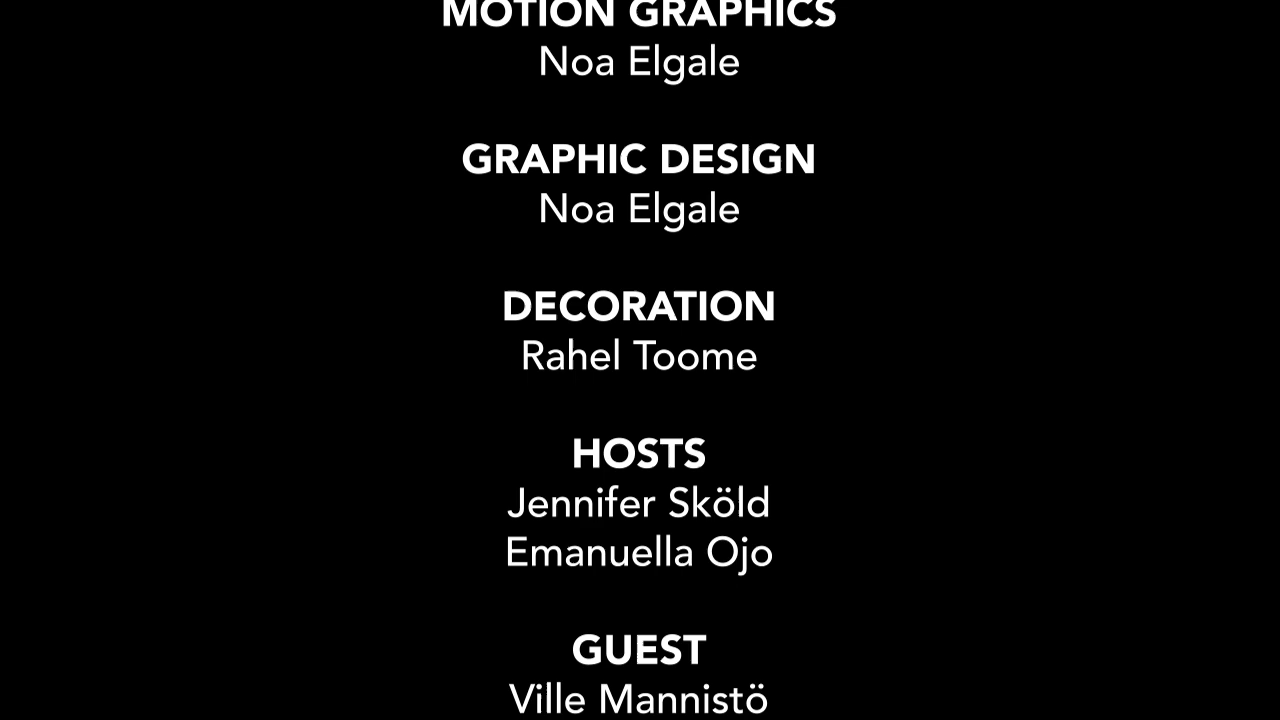 MOTION GRAPHICS
Noa Elgale
GRAPHIC DESIGN
Noa Elgale
DECORATION
Rahel Toome
HOSTS
Jennifer Sköld
Emanuella Ojo
GUEST
Ville Mannistö